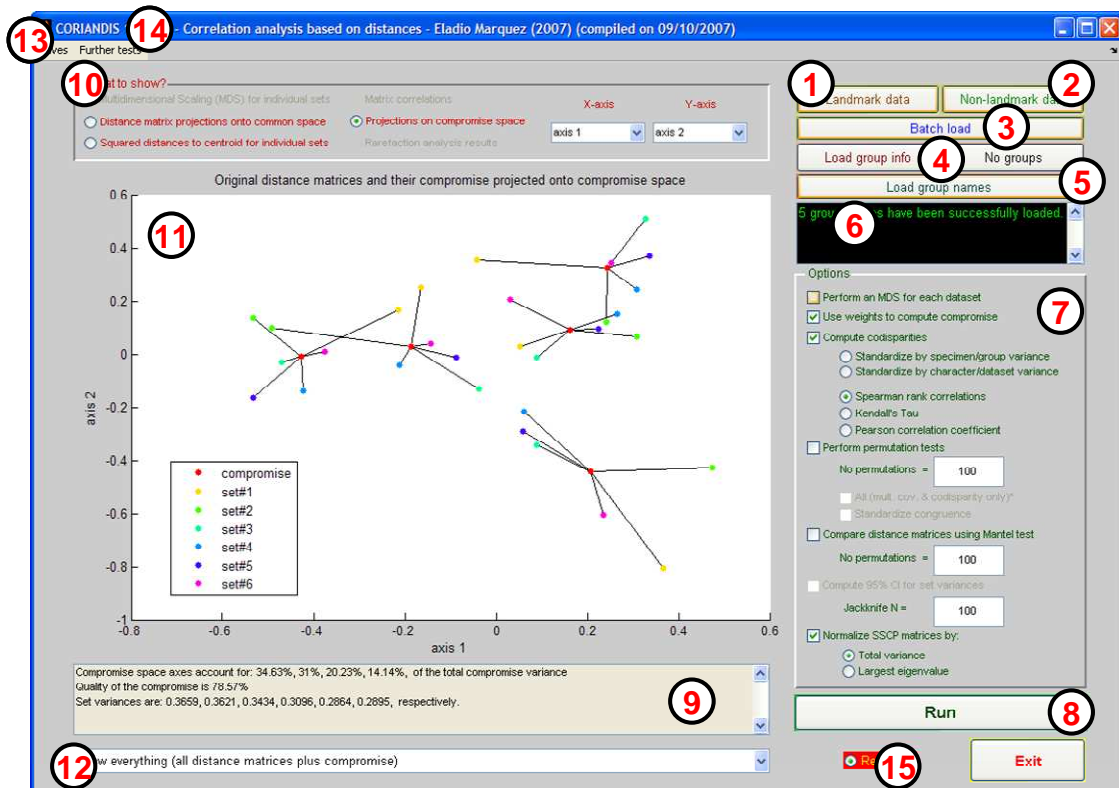 13
14
CORIANDIS - Correlation analysis based on distances - Eladio Marquez (2007) (compiled on 09/10/2007)
Further tests
10
to show?
Multidimensional Scaling (MDS) for individual sets
Matrix correlations
Distance matrix projections onto common space
Projections on compromise space
Squared distances to centroid for individual sets
Rarefaction analysis results
X-axis
Y-axis
axis 1
axis 2
1
2
Landmark data
Non-landmark
Batch load
3
Load group info
4
No groups
Load group names
5
5 have been successfully loaded.
6
Original distance matrices and their compromise projected onto compromise space
11
0.6
0.4
0.2
0
-0.2
-0.4
-0.6
-0.8
-1
axis 2
compromise
set#1
set#2
set#3
set#4
set#5
set#6
-0.8
-0.6
-0.4
-0.2
0
0.2
0.4
0.6
axis 1
Options
7
Perform an MDS for each dataset
Use weights to compute compromise
Compute codisparities
Standardize by specimen/group variance
Standardize by character/dataset variance
Spearman rank correlations
Kendall's Tau
Pearson correlation coefficient
Perform permutation tests
No permutations = 100
All (mult. cov. & codisparity only)*
Standardize congruence
Compare distance matrices using Mantel test
No permutations = 100
Compute 95% CI for set variances
Jackknife N = 100
Normalize SSCP matrices by:
Total variance
Largest eigenvalue
Compromise space axes account for: 34.63%, 31%, 20.23%, 14.14%, of the total compromise variance
Quality of the compromise is 78.57%
Set variances are: 0.3659, 0.3621, 0.3434, 0.3096, 0.2864, 0.2895, respectively.
9
Run
8
12
everything (all distance matrices plus compromise)
15
Exit